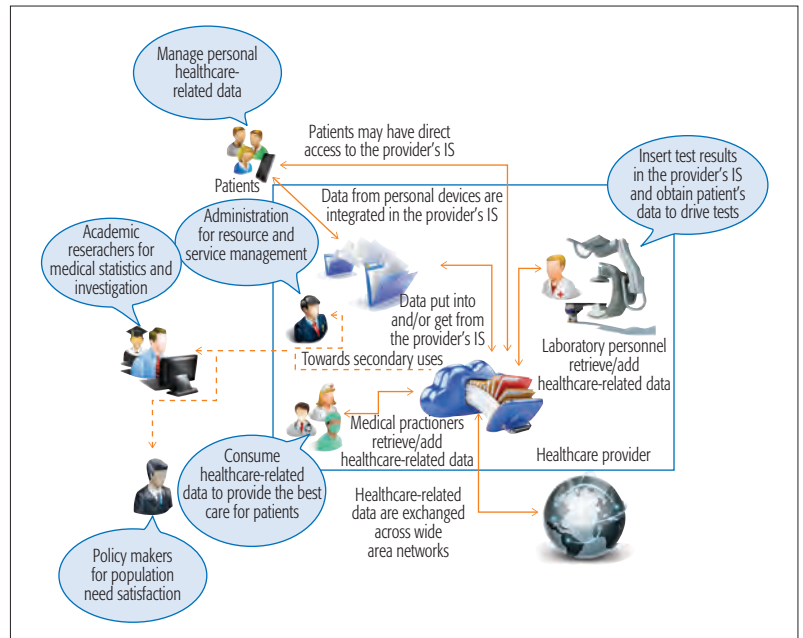 Manage personal
healthcare-
related data
Patients may have direct
access to the provider's IS
Patients
Insert test results
in the provider's IS
and obtain patient's
data to drive tests
Data from personal devices are
integrated in the provider's IS
Administration
for resource and
service management
Academic
reserachers for
medical statistics and
investigation
Data put into
and/or get from
the provider's IS
Towards secondary uses
Laboratory personnel
retrieve/add
healthcare-related data
Medical practioners
retrieve/add
healthcare-related data
Healthcare provider
Consume
healthcare-related
data to provide the best
care for patients
Healthcare-related
data are exchanged
across wide
area networks
Policy makers
for population
need satisfaction